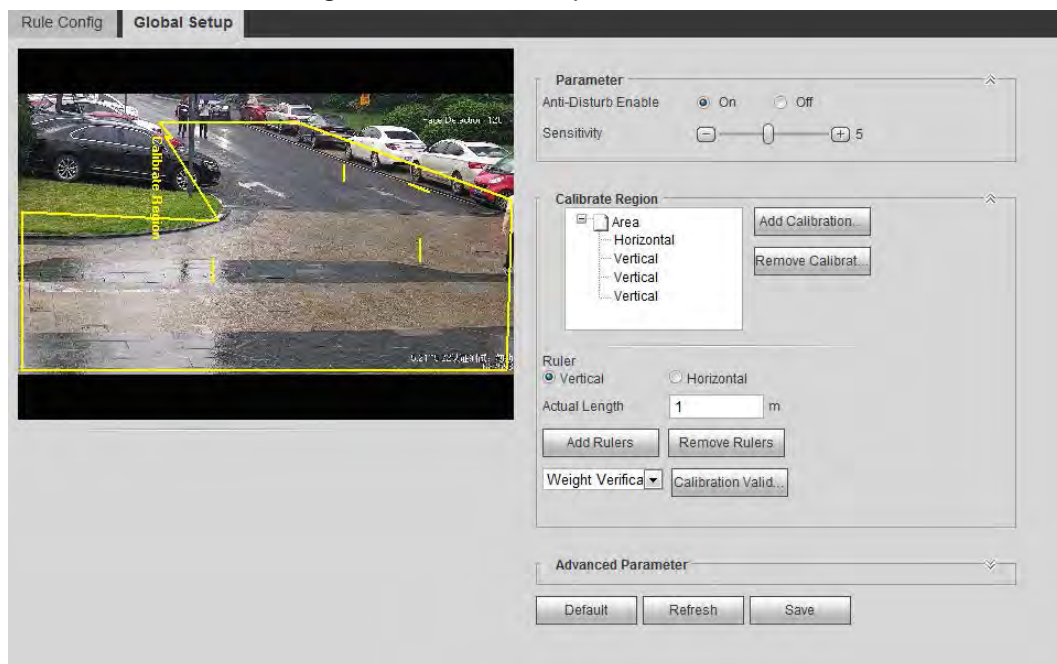 Rule Config Global Setup
Calibrate Region
Parameter
Anti-Disturb Enable On Off
Sensitivity 5
Calibrate Region
Area
Horizontal
Vertical
Vertical
Vertical
Add Calibration...
Remove Calibrat...
Ruler
Vertical Horizontal
Actual Length 1 m
Add Rulers Remove Rulers
Weight Verifica Calibration Valid...
Advanced Parameter
Default Refresh Save